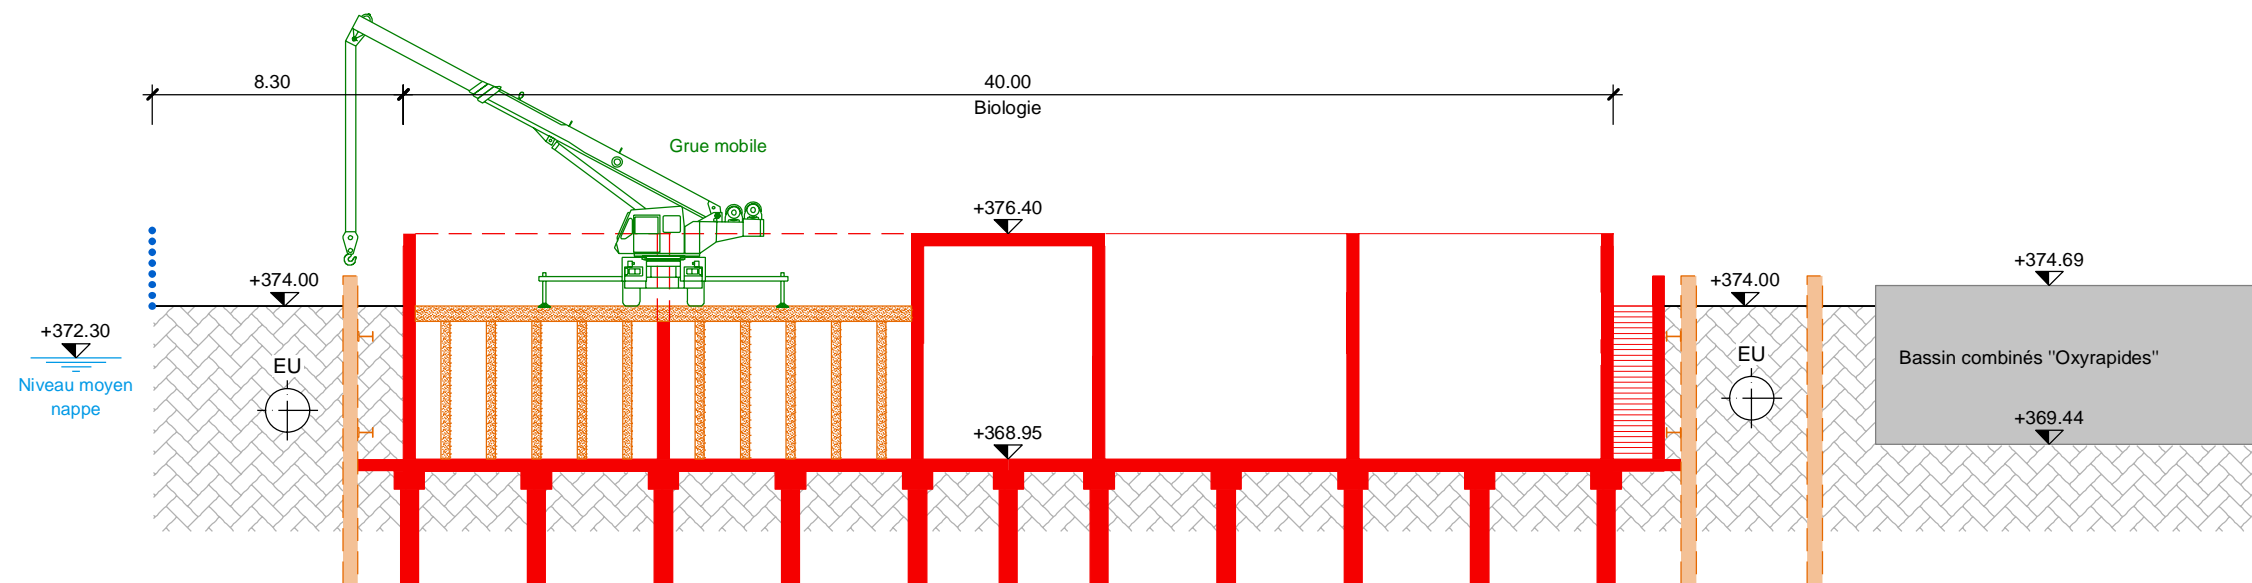 8.30
40.00
Biologie
Grue mobile
+376.40
+374.00
+374.00
+374.69
+372.30
Niveau moyen
nappe
EU
EU
Bassin combinés "Oxyrapides"
+369.44
+368.95